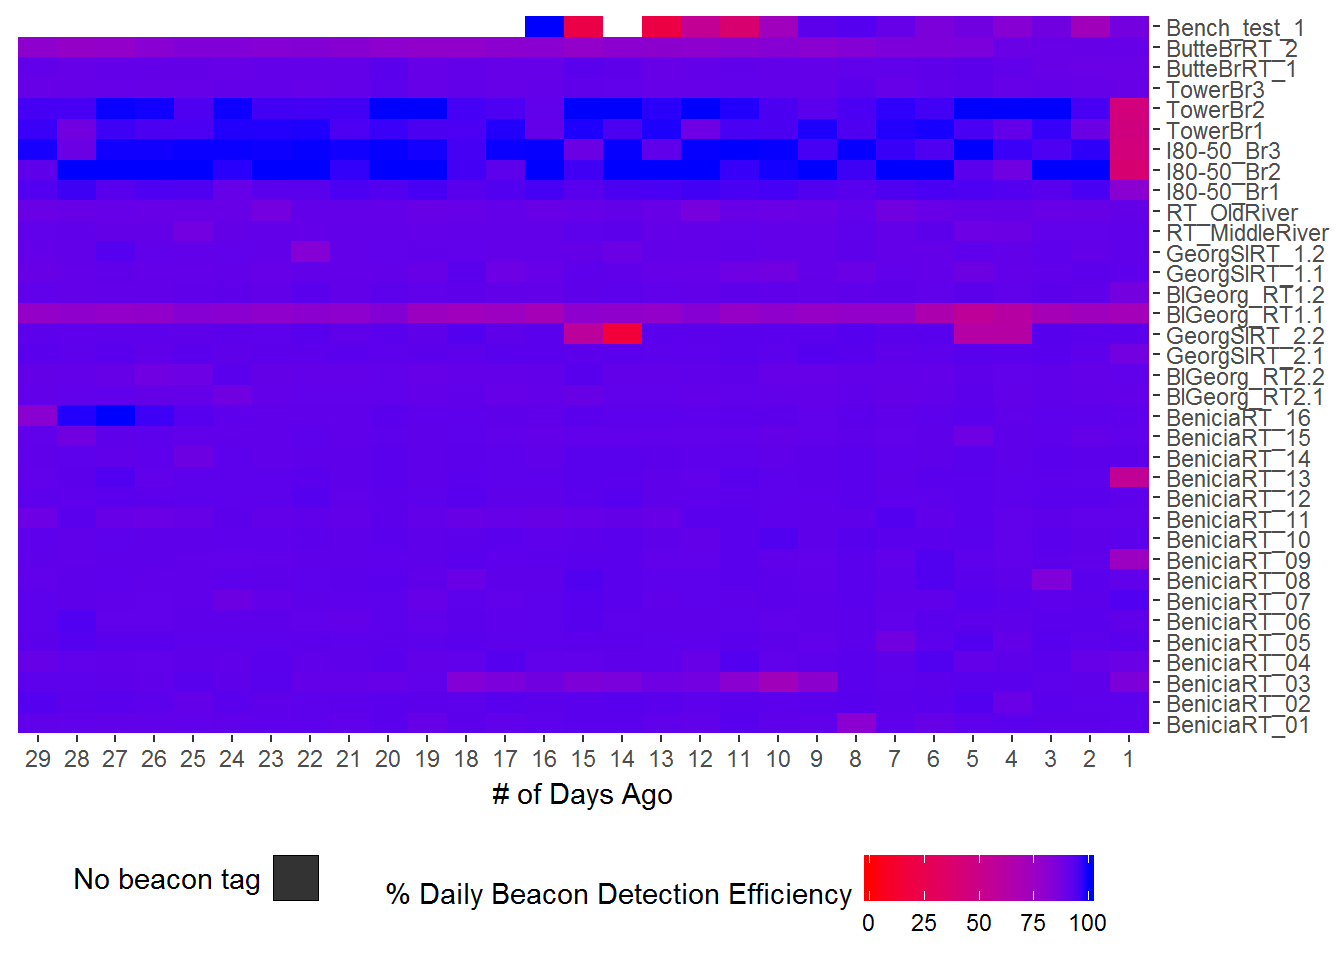 Bench_test_1
ButteBrRT_2
ButteBrRT_1
TowerBr3
TowerBr2
TowerBr1
I80-50_Br3
I80-50_Br2
I80-50_Br1
RT_OldRiver
RT_MiddleRiver
GeorgSlRT_1.2
GeorgSlRT_1.1
BlGeorg_RT1.2
BlGeorg_RT1.1
GeorgSlRT_2.2
GeorgSlRT_2.1
BlGeorg_RT2.2
BlGeorg_RT2.1
BeniciaRT_16
BeniciaRT_15
BeniciaRT_14
BeniciaRT_13
BeniciaRT_12
BeniciaRT_11
BeniciaRT_10
BeniciaRT_09
BeniciaRT_08
BeniciaRT_07
BeniciaRT_06
BeniciaRT_05
BeniciaRT_04
BeniciaRT_03
BeniciaRT_02
BeniciaRT_01
29 28 27 26 25 24 23 22 21 20 19 18 17 16 15 14 13 12 11 10 9 8 7 6 5 4 3 2 1
# of Days Ago
No beacon tag
% Daily Beacon Detection Efficiency
0 25 50 75 100